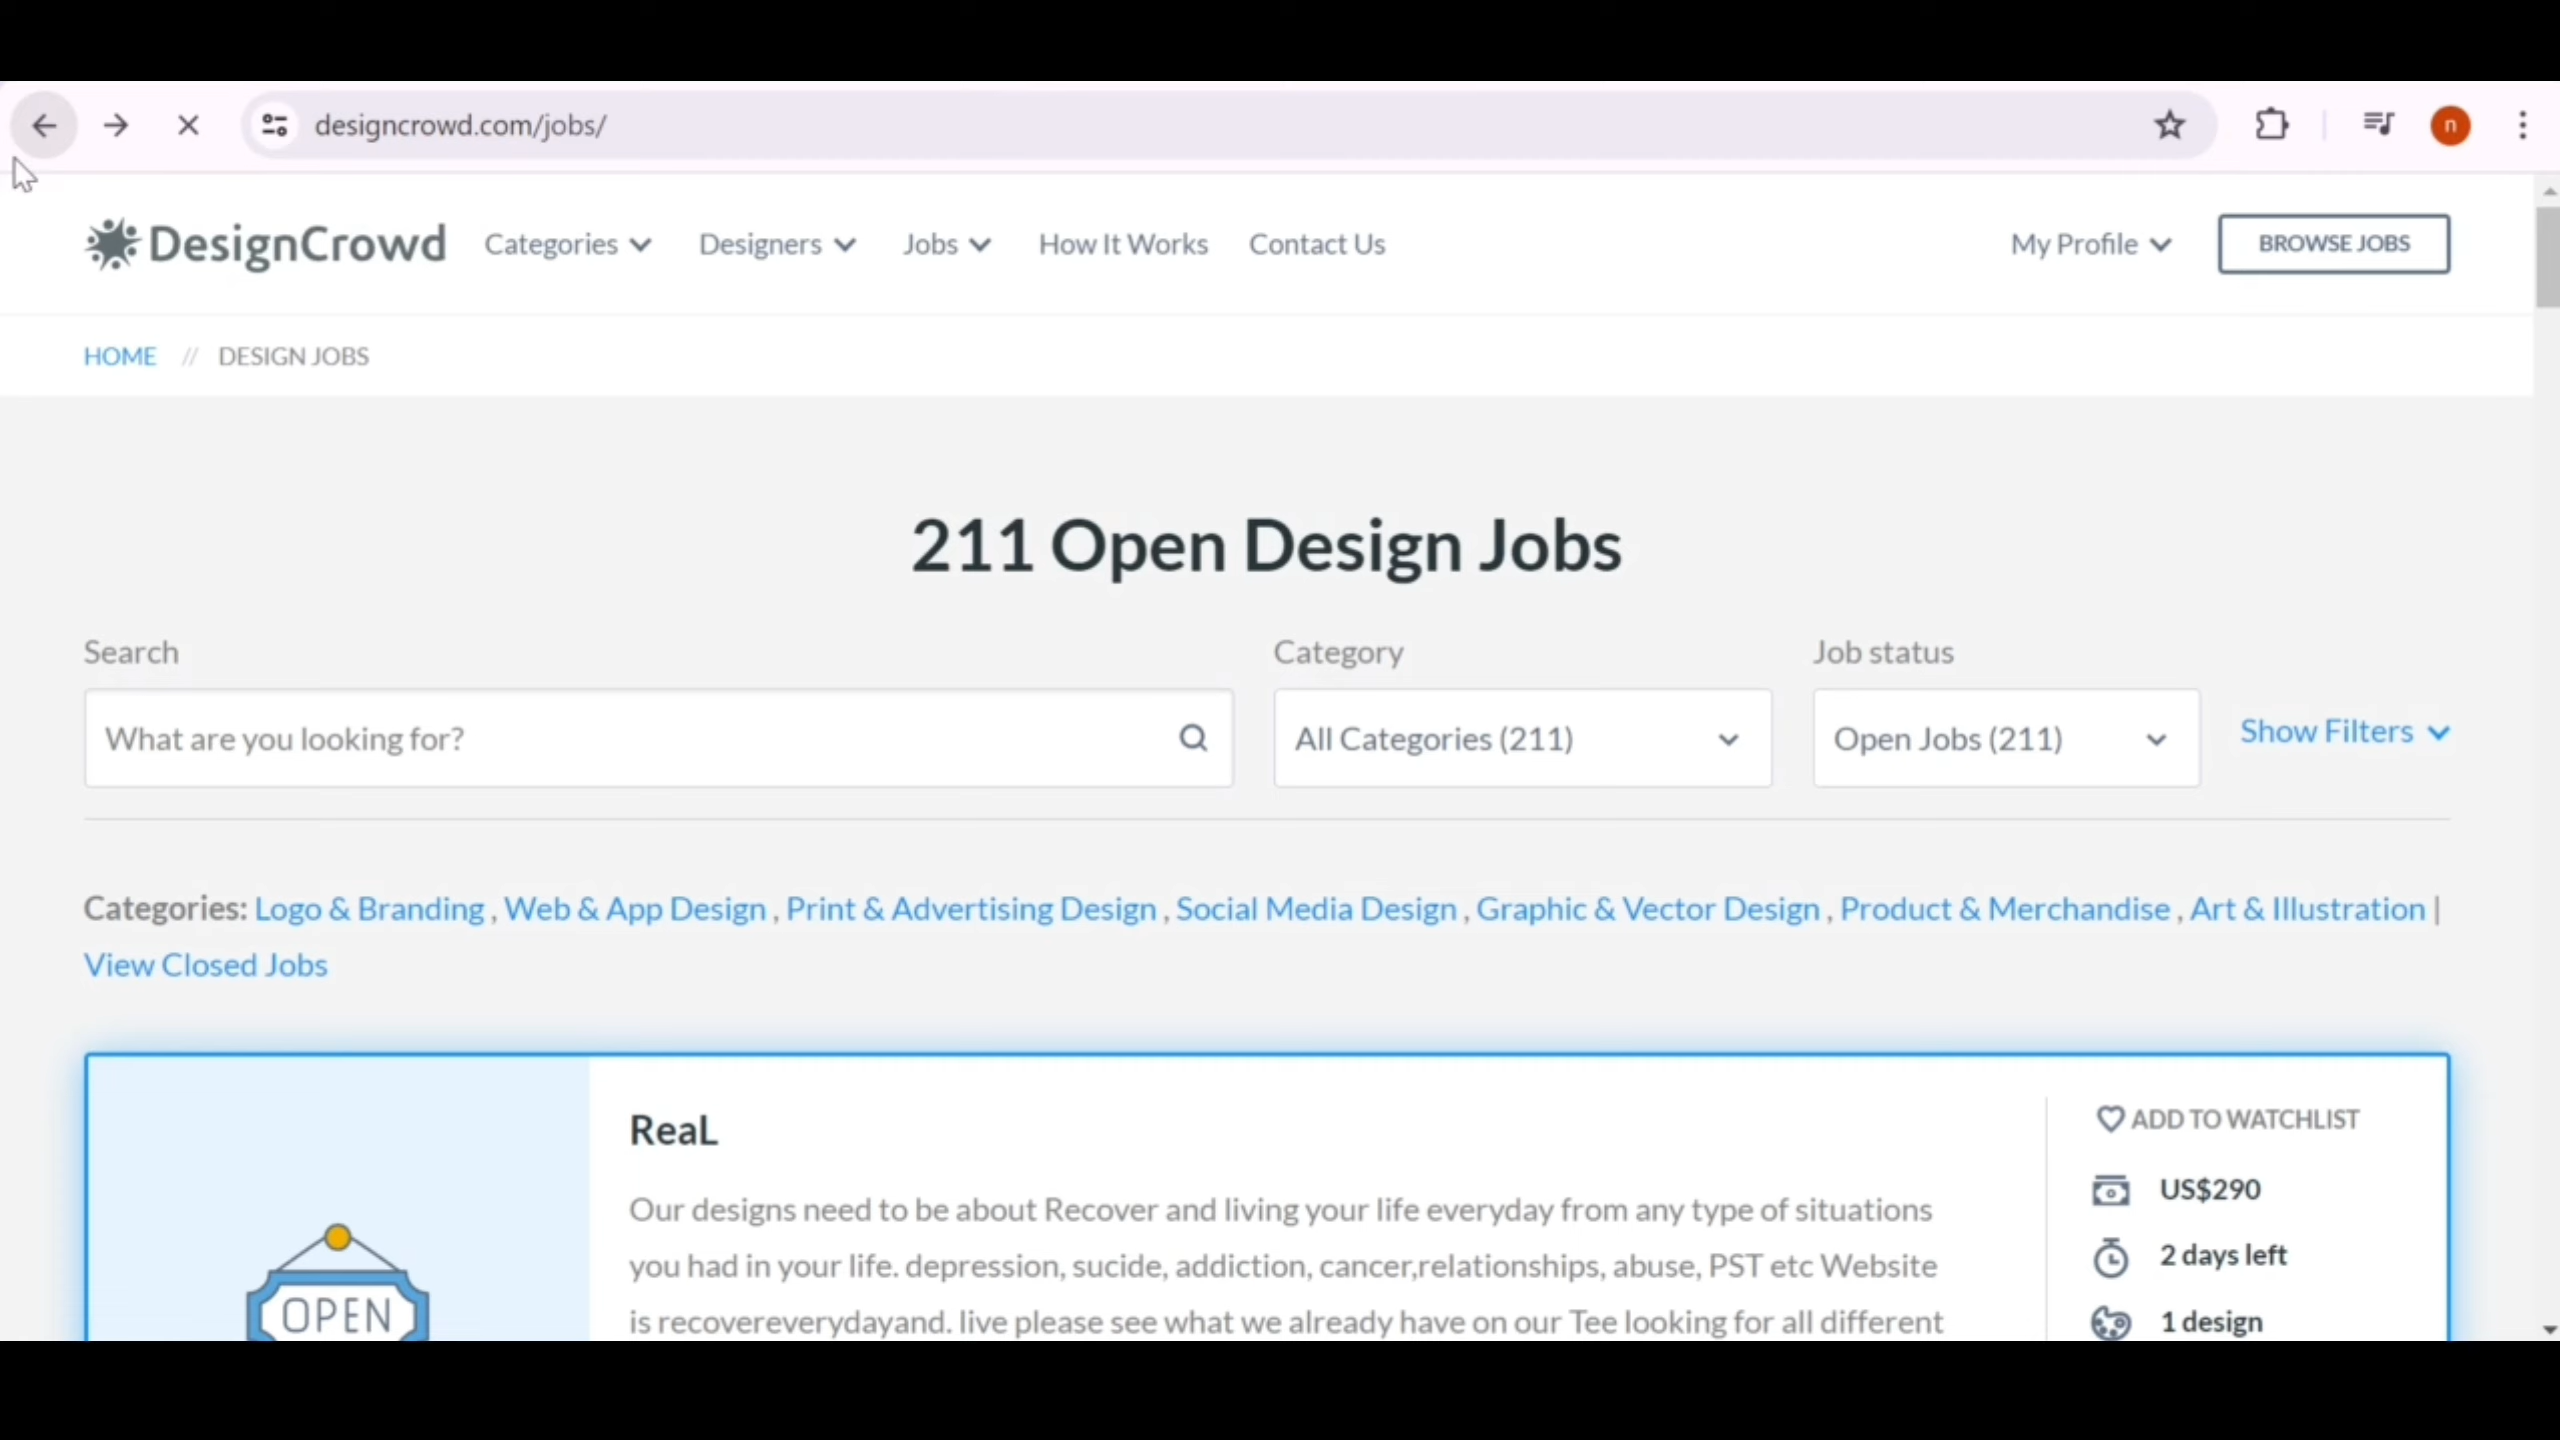 designcrowd.com/jobs/
n
DesignCrowd Categories Designers Jobs How It Works Contact Us My Profile BROWSE JOBS
HOME // DESIGN JOBS
211 Open Design Jobs
Search Category Job status
What are you looking for? All Categories (211) Open Jobs (211) Show Filters
Categories: Logo & Branding , Web & App Design , Print & Advertising Design , Social Media Design , Graphic & Vector Design , Product & Merchandise , Art & Illustration |
View Closed Jobs
ReaL
Our designs need to be about Recover and living your life everyday from any type of situations
you had in your life. depression, sucide, addiction, cancer,relationships, abuse, PST etc Website
is recovereverydayand. live please see what we already have on our Tee looking for all different
OPEN
ADD TO WATCHLIST
US$290
2 days left
1 design